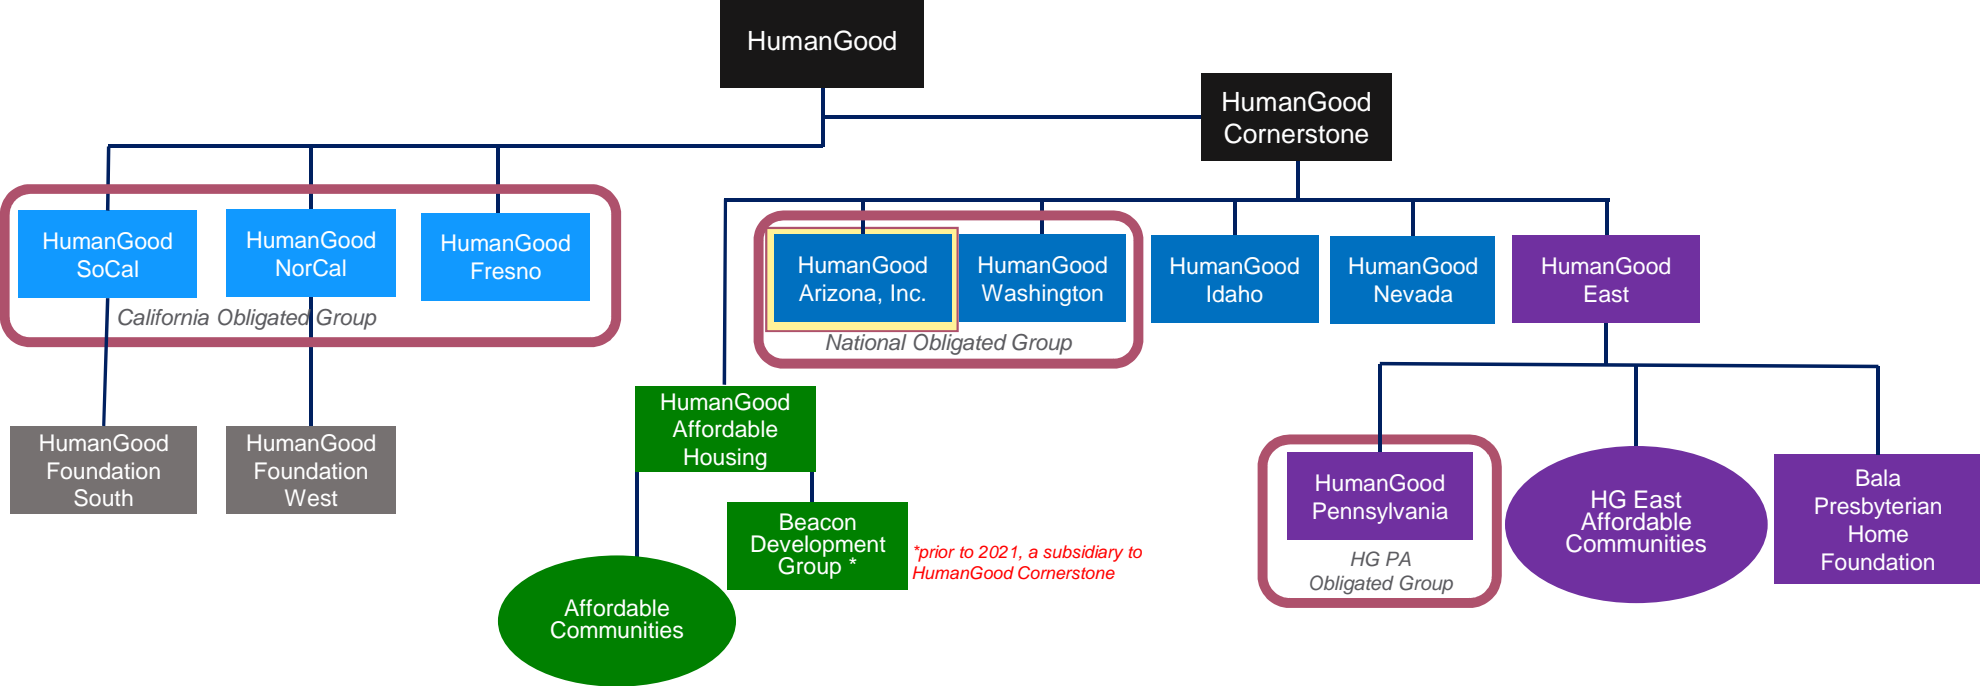 HumanGood
HumanGood
Cornerstone
HumanGood
SoCal
HumanGood
NorCal
HumanGood
Fresno
California Obligated Group
HumanGood
Arizona, Inc.
HumanGood
Washington
National Obligated Group
HumanGood
Idaho
HumanGood
Nevada
HumanGood
East
HumanGood
Foundation
South
HumanGood
Foundation
West
HumanGood
Affordable
Housing
Beacon
Development
Group *
*prior to 2021, a subsidiary to
HumanGood Cornerstone
Affordable
Communities
HumanGood
Pennsylvania
HG PA
Obligated Group
HG East
Affordable
Communities
Bala
Presbyterian
Home
Foundation